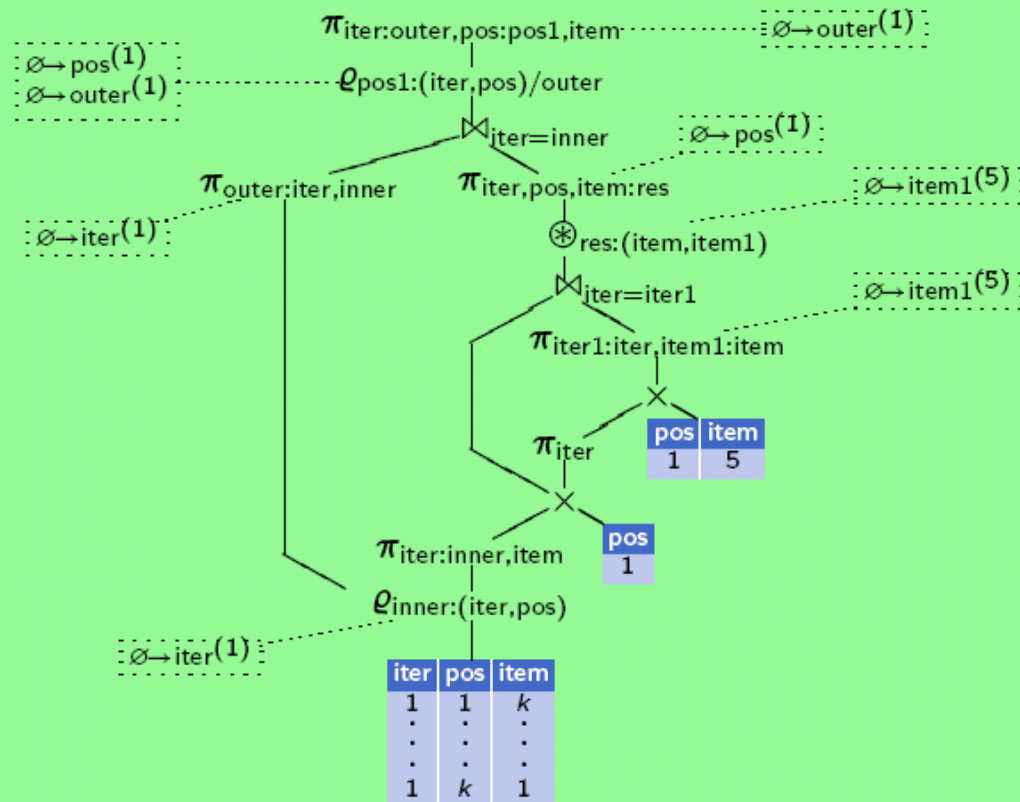 π iter:outer,pos:pos1,item
∅→outer(1)
∅→pos(1)
∅→outer(1)
ϱ pos1:(iter,pos)/outer
⋈ iter=inner
∅→pos(1)
π outer:iter,inner
π iter,pos,item:res
∅→item1(5)
∅→iter(1)
⊛ res:(item,item1)
⋈ iter=iter1
∅→item1(5)
π iter1:iter,item1:item
×
pos item
1 5
π iter
×
pos
1
π iter:inner,item
ϱ inner:(iter,pos)
∅→iter(1)
iter pos item
1 1 k
. . .
. . .
. . .
1 k 1